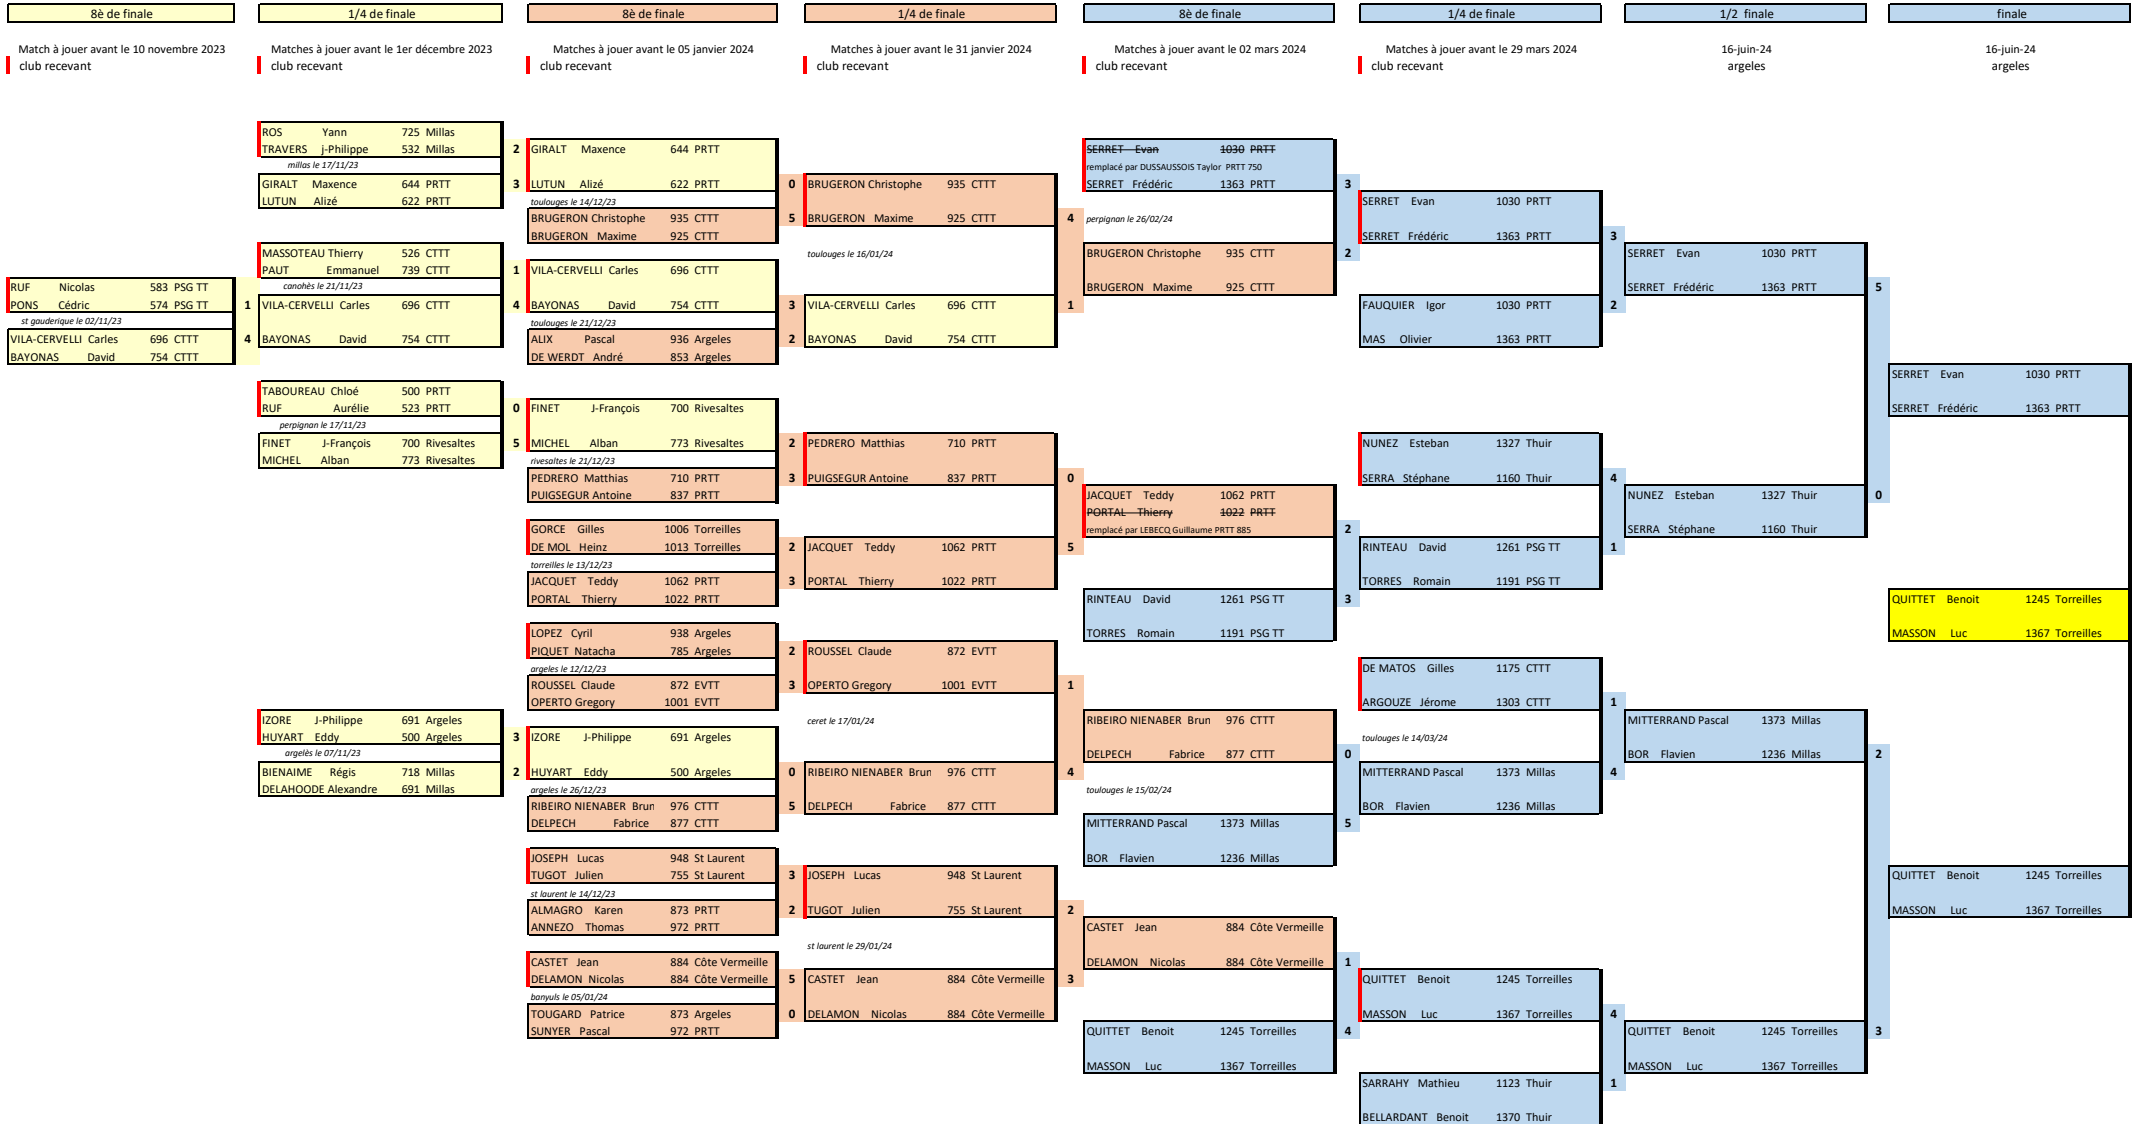 8è de finale
Match à jouer avant le 10 novembre 2023
club recevant
RUF Nicolas 583 PSG TT
PONS Cédric 574 PSG TT
st gauderique le 02/11/23
VILA-CERVELLI Carles 696 CTTT
BAYONAS David 754 CTTT
1
4
1/4 de finale
Matches à jouer avant le 1er décembre 2023
club recevant
ROS Yann 725 Millas
TRAVERS j-Philippe 532 Millas
millas le 17/11/23
GIRALT Maxence 644 PRTT
LUTUN Alizé 622 PRTT
2
3
MASSOTEAU Thierry 526 CTTT
PAUT Emmanuel 739 CTTT
canohès le 21/11/23
VILA-CERVELLI Carles 696 CTTT
BAYONAS David 754 CTTT
1
4
TABOUREAU Chloé 500 PRTT
RUF Aurélie 523 PRTT
perpignan le 17/11/23
FINET J-François 700 Rivesaltes
MICHEL Alban 773 Rivesaltes
0
5
IZORE J-Philippe 691 Argeles
HUYART Eddy 500 Argeles
argelès le 07/11/23
BIENAIME Régis 718 Millas
DELAHOODE Alexandre 691 Millas
3
2
8è de finale
Matches à jouer avant le 05 janvier 2024
club recevant
GIRALT Maxence 644 PRTT
LUTUN Alizé 622 PRTT
toulouges le 14/12/23
BRUGERON Christophe 935 CTTT
BRUGERON Maxime 925 CTTT
0
5
VILA-CERVELLI Carles 696 CTTT
BAYONAS David 754 CTTT
toulouges le 21/12/23
ALIX Pascal 936 Argeles
DE WERDT André 853 Argeles
3
2
FINET J-François 700 Rivesaltes
MICHEL Alban 773 Rivesaltes
rivesaltes le 21/12/23
PEDRERO Matthias 710 PRTT
PUIGSEGUR Antoine 837 PRTT
2
3
GORCE Gilles 1006 Torreilles
DE MOL Heinz 1013 Torreilles
torreilles le 13/12/23
JACQUET Teddy 1062 PRTT
PORTAL Thierry 1022 PRTT
2
3
LOPEZ Cyril 938 Argeles
PIQUET Natacha 785 Argeles
argeles le 12/12/23
ROUSSEL Claude 872 EVTT
OPERTO Gregory 1001 EVTT
2
3
IZORE J-Philippe 691 Argeles
HUYART Eddy 500 Argeles
argeles le 26/12/23
RIBEIRO NIENABER Brun 976 CTTT
DELPECH Fabrice 877 CTTT
0
5
JOSEPH Lucas 948 St Laurent
TUGOT Julien 755 St Laurent
st laurent le 14/12/23
ALMAGRO Karen 873 PRTT
ANNEZO Thomas 972 PRTT
3
2
CASTET Jean 884 Côte Vermeille
DELAMON Nicolas 884 Côte Vermeille
banyuls le 05/01/24
TOUGARD Patrice 873 Argeles
SUNYER Pascal 972 PRTT
5
0
1/4 de finale
Matches à jouer avant le 31 janvier 2024
club recevant
BRUGERON Christophe 935 CTTT
BRUGERON Maxime 925 CTTT
toulouges le 16/01/24
VILA-CERVELLI Carles 696 CTTT
BAYONAS David 754 CTTT
4
1
PEDRERO Matthias 710 PRTT
PUIGSEGUR Antoine 837 PRTT
JACQUET Teddy 1062 PRTT
PORTAL Thierry 1022 PRTT
0
5
ROUSSEL Claude 872 EVTT
OPERTO Gregory 1001 EVTT
ceret le 17/01/24
RIBEIRO NIENABER Brun 976 CTTT
DELPECH Fabrice 877 CTTT
1
4
JOSEPH Lucas 948 St Laurent
TUGOT Julien 755 St Laurent
st laurent le 29/01/24
CASTET Jean 884 Côte Vermeille
DELAMON Nicolas 884 Côte Vermeille
2
3
8è de finale
Matches à jouer avant le 02 mars 2024
club recevant
SERRET Evan 1030 PRTT
remplacé par DUSSAUSSOIS Taylor PRTT 750
SERRET Frédéric 1363 PRTT
perpignan le 26/02/24
BRUGERON Christophe 935 CTTT
BRUGERON Maxime 925 CTTT
3
2
JACQUET Teddy 1062 PRTT
PORTAL Thierry 1022 PRTT
remplacé par LEBECQ Guillaume PRTT 885
RINTEAU David 1261 PSG TT
TORRES Romain 1191 PSG TT
2
3
RIBEIRO NIENABER Brun 976 CTTT
DELPECH Fabrice 877 CTTT
toulouges le 15/02/24
MITTERRAND Pascal 1373 Millas
BOR Flavien 1236 Millas
0
5
CASTET Jean 884 Côte Vermeille
DELAMON Nicolas 884 Côte Vermeille
QUITTET Benoit 1245 Torreilles
MASSON Luc 1367 Torreilles
1
4
1/4 de finale
Matches à jouer avant le 29 mars 2024
club recevant
SERRET Evan 1030 PRTT
SERRET Frédéric 1363 PRTT
FAUQUIER Igor 1030 PRTT
MAS Olivier 1363 PRTT
3
2
NUNEZ Esteban 1327 Thuir
SERRA Stéphane 1160 Thuir
RINTEAU David 1261 PSG TT
TORRES Romain 1191 PSG TT
4
1
DE MATOS Gilles 1175 CTTT
ARGOUZE Jérome 1303 CTTT
toulouges le 14/03/24
MITTERRAND Pascal 1373 Millas
BOR Flavien 1236 Millas
1
4
QUITTET Benoit 1245 Torreilles
MASSON Luc 1367 Torreilles
SARRAHY Mathieu 1123 Thuir
BELLARDANT Benoit 1370 Thuir
4
1
1/2 finale
16-juin-24
argeles
SERRET Evan 1030 PRTT
SERRET Frédéric 1363 PRTT
NUNEZ Esteban 1327 Thuir
SERRA Stéphane 1160 Thuir
5
0
MITTERRAND Pascal 1373 Millas
BOR Flavien 1236 Millas
QUITTET Benoit 1245 Torreilles
MASSON Luc 1367 Torreilles
2
3
finale
16-juin-24
argeles
SERRET Evan 1030 PRTT
SERRET Frédéric 1363 PRTT
QUITTET Benoit 1245 Torreilles
MASSON Luc 1367 Torreilles
QUITTET Benoit 1245 Torreilles
MASSON Luc 1367 Torreilles